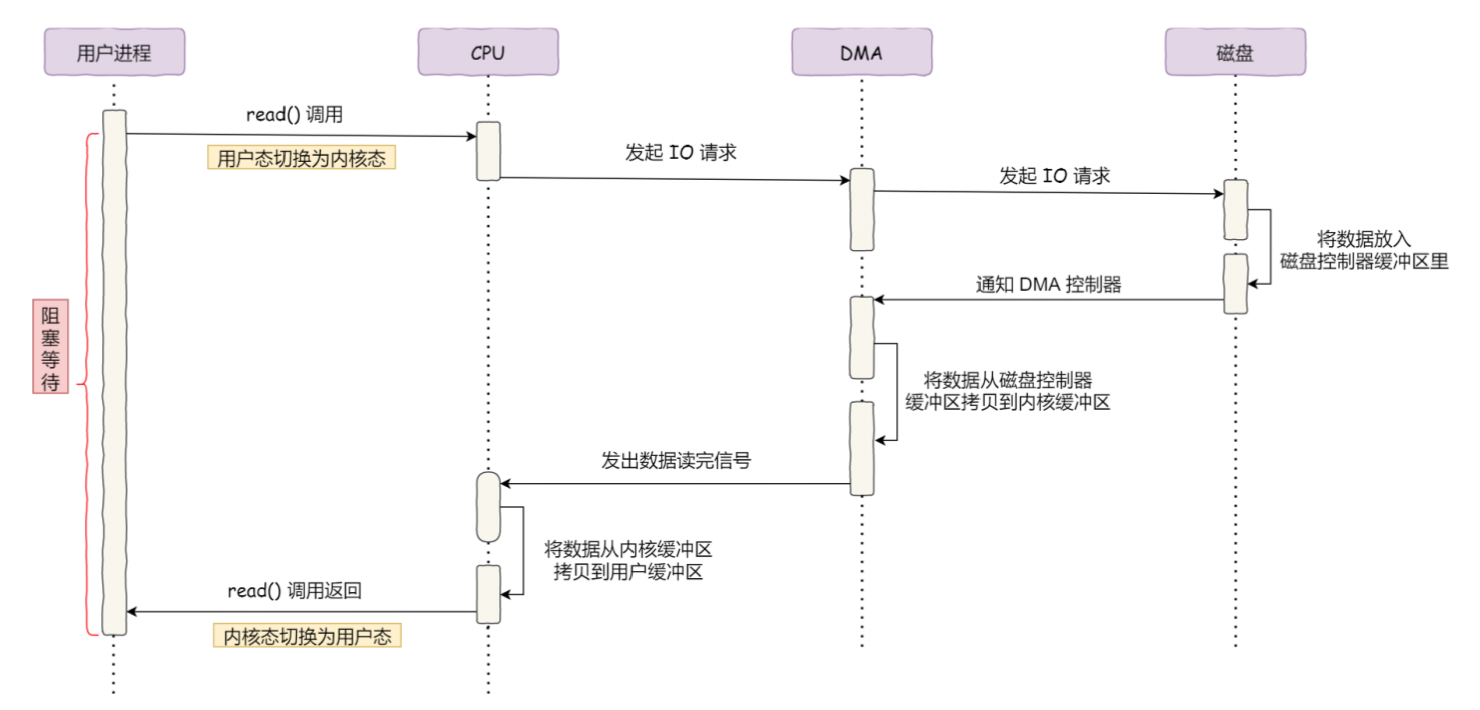 用户进程
CPU
DMA
磁盘
read() 调用
用户态切换为内核态
发起 IO 请求
发起 IO 请求
将数据放入
磁盘控制器缓冲区里
通知 DMA 控制器
阻
塞
等
待
将数据从磁盘控制器
缓冲区拷贝到内核缓冲区
发出数据读完信号
将数据从内核缓冲区
拷贝到用户缓冲区
read() 调用返回
内核态切换为用户态